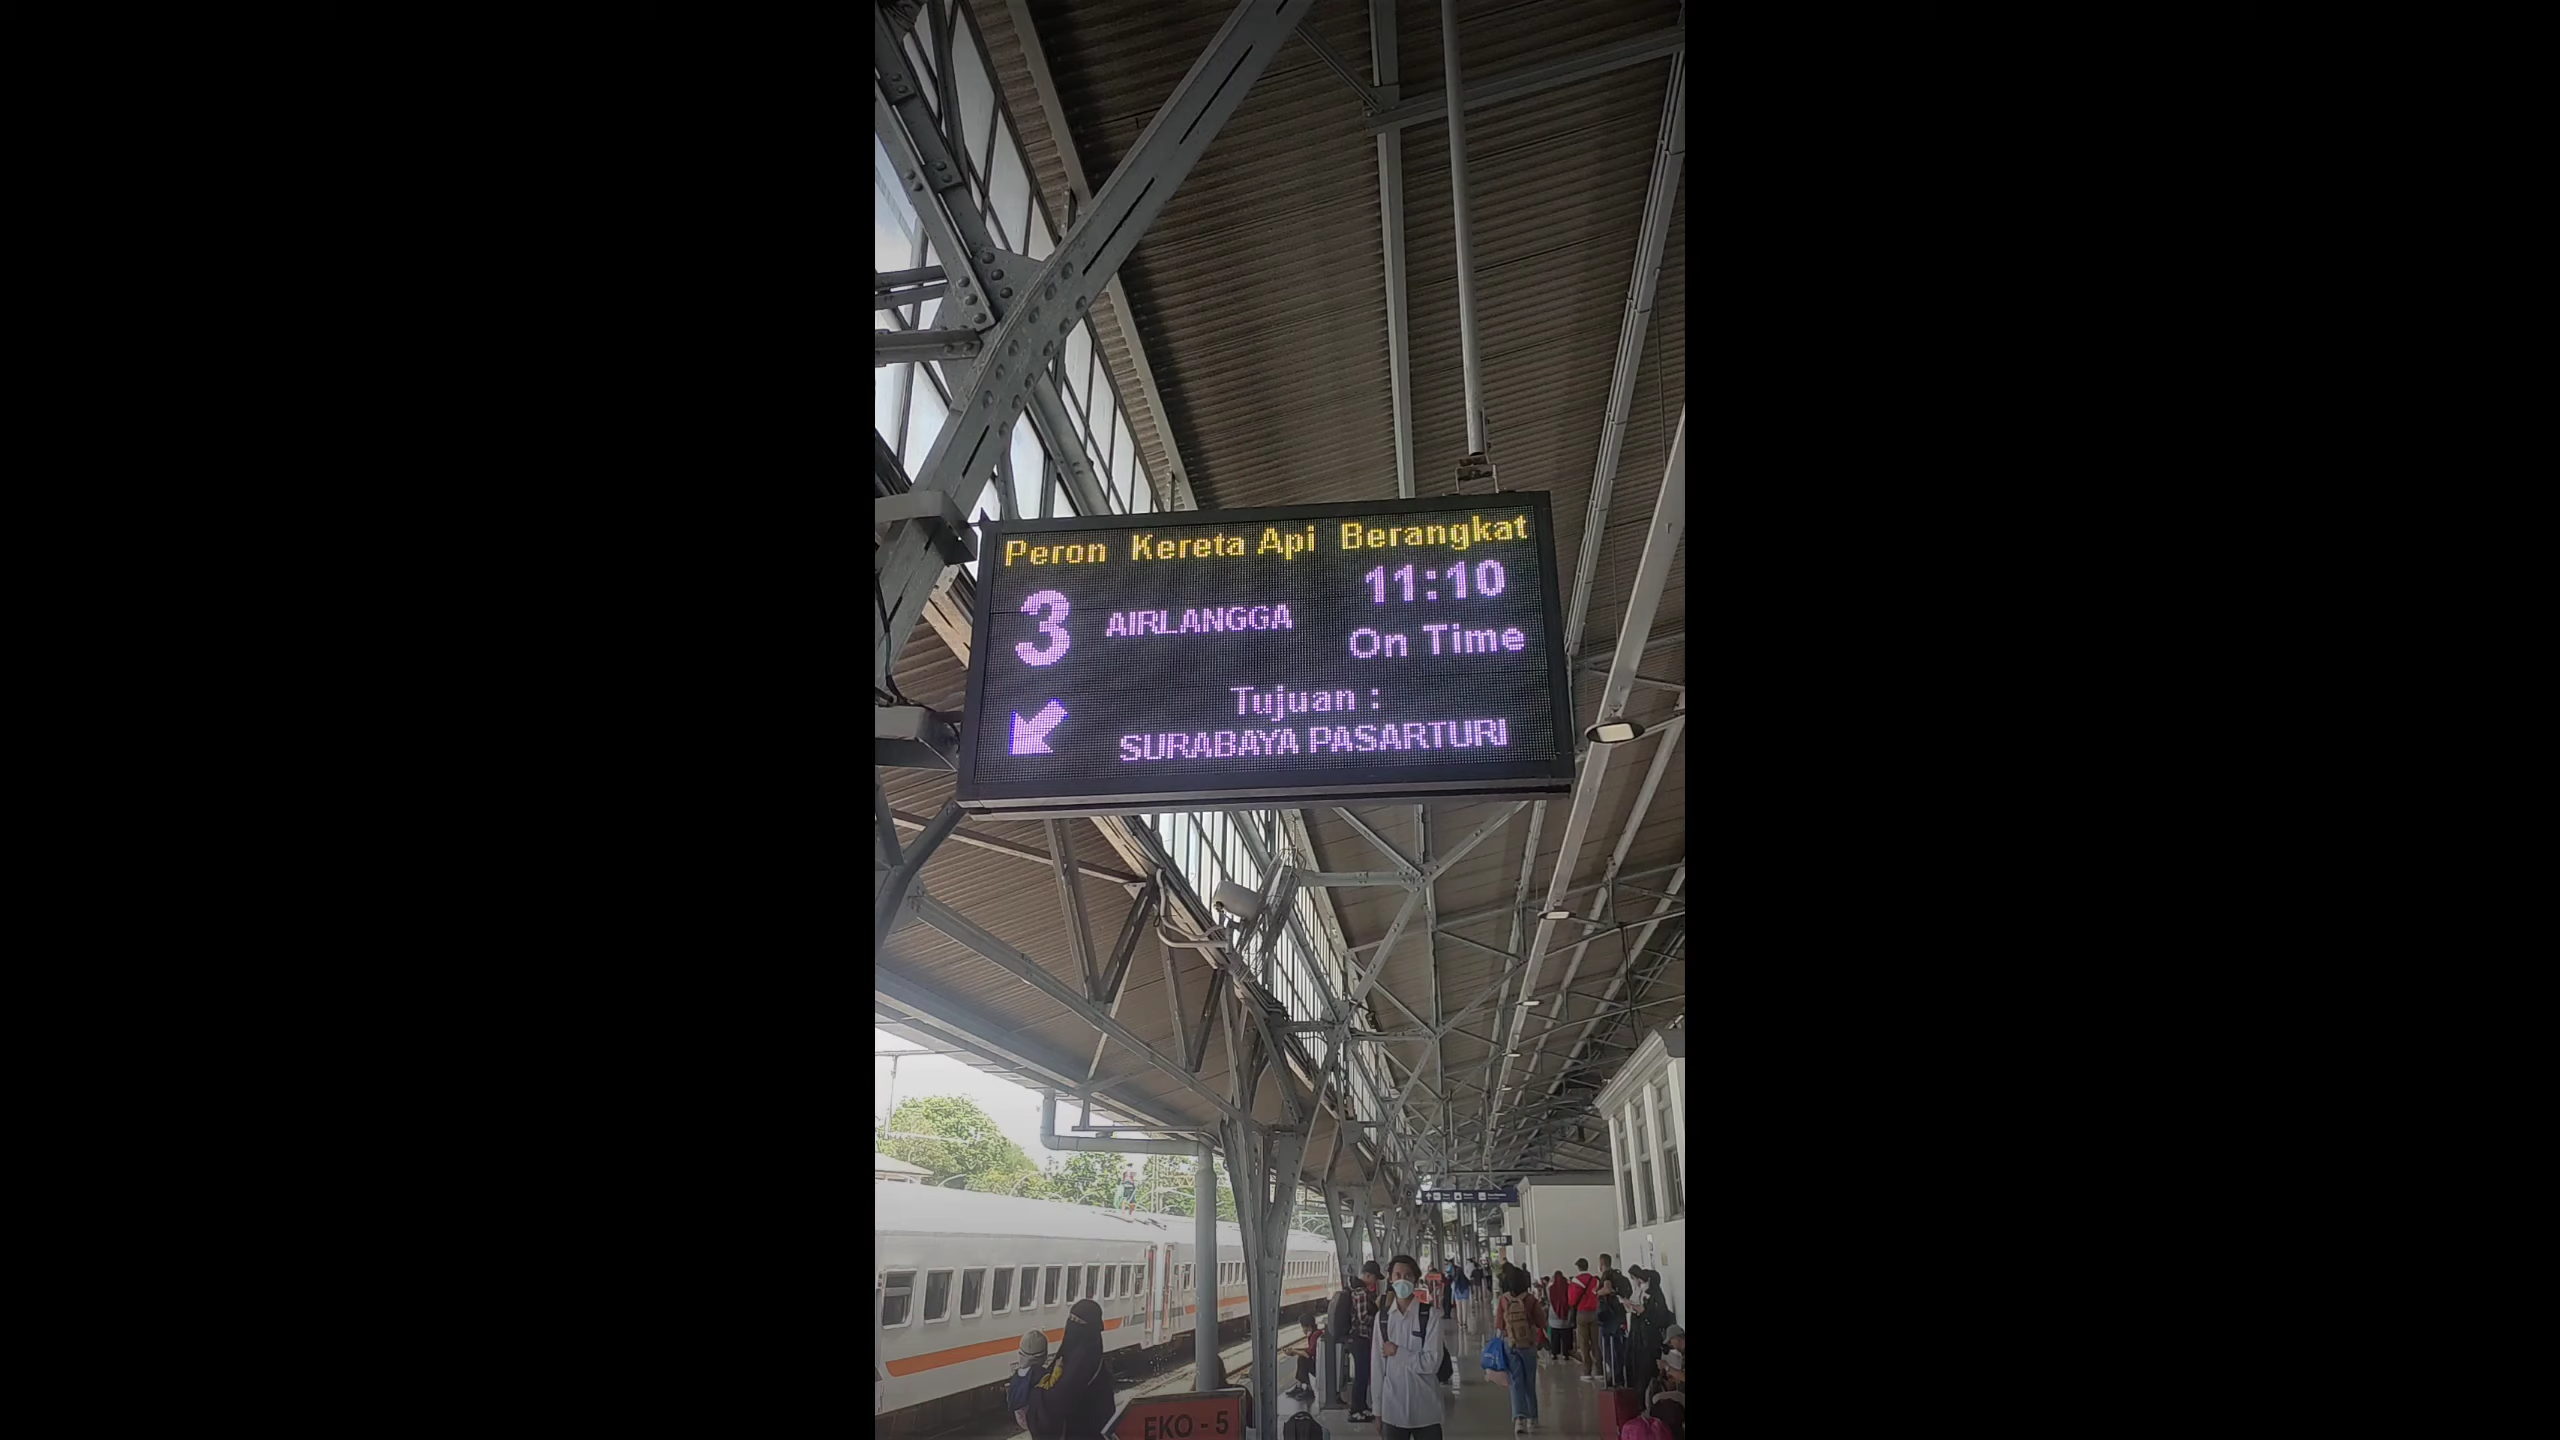 Peron Kereta Api Berangkat
3 AIRLANGGA 11:10
On Time
Tujuan :
SURABAYA PASARTURI
EKO - 5